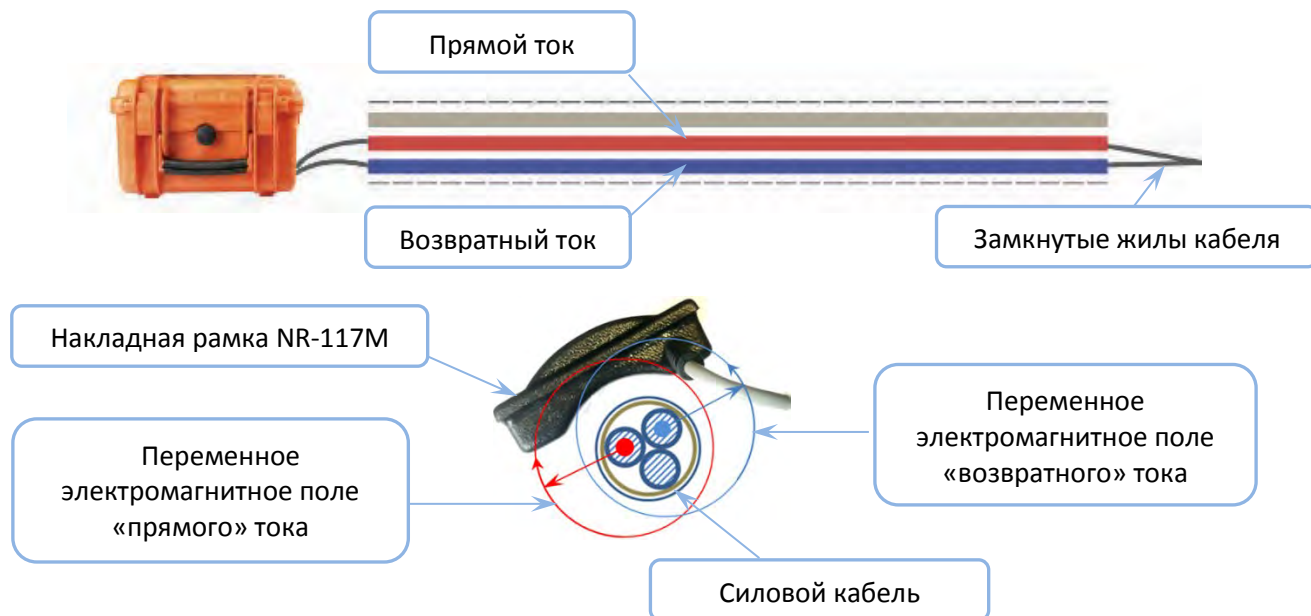 Прямой ток
Возвратный ток
Замкнутые жилы кабеля
Накладная рамка NR-117М
Переменное
электромагнитное поле
«прямого» тока
Переменное
электромагнитное поле
«возвратного» тока
Силовой кабель